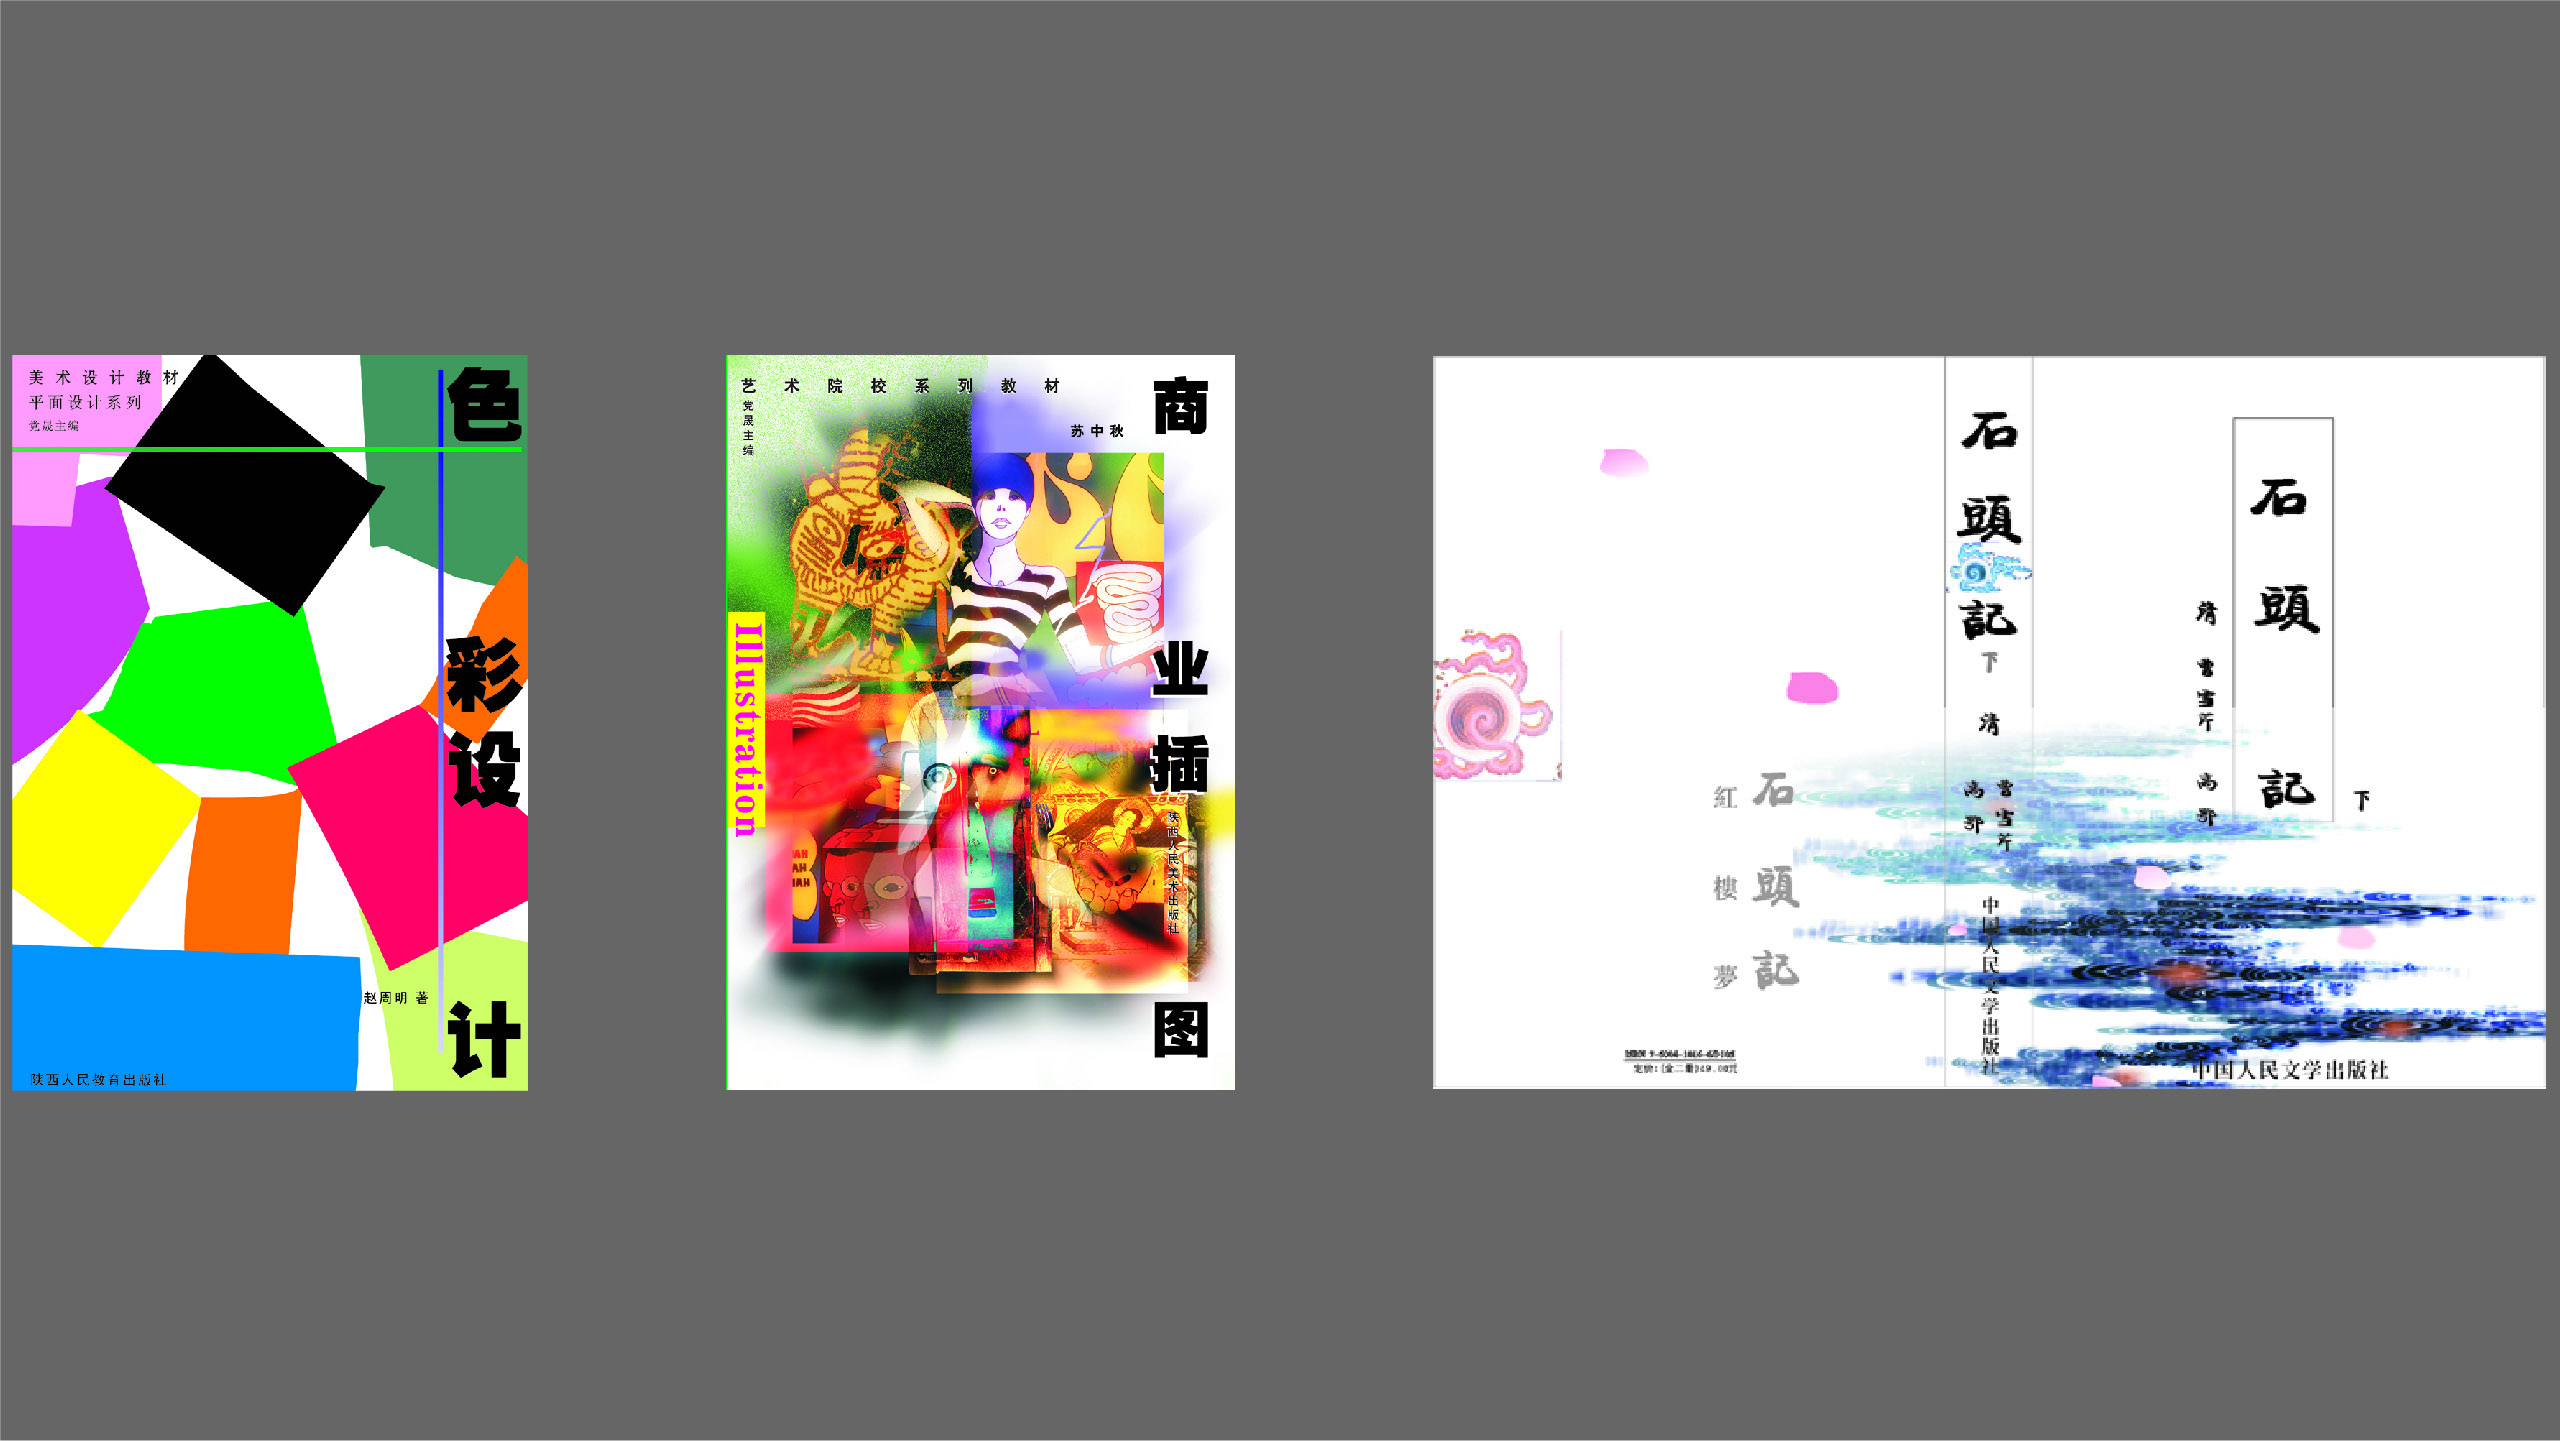 美术设计教材
平面设计系列
党晟主编
色彩设计
赵周明 著
陕西人民教育出版社
艺术院校系列教材
党晟主编
苏中秋
商业插图
Illustration
陕西人民美术出版社
HAH
石頭記
紅樓夢
定价:
石頭記
下
清
高鹗
雪芹
中国人民文学出版社
石頭記
下
清
雪芹
高鹗
中国人民文学出版社